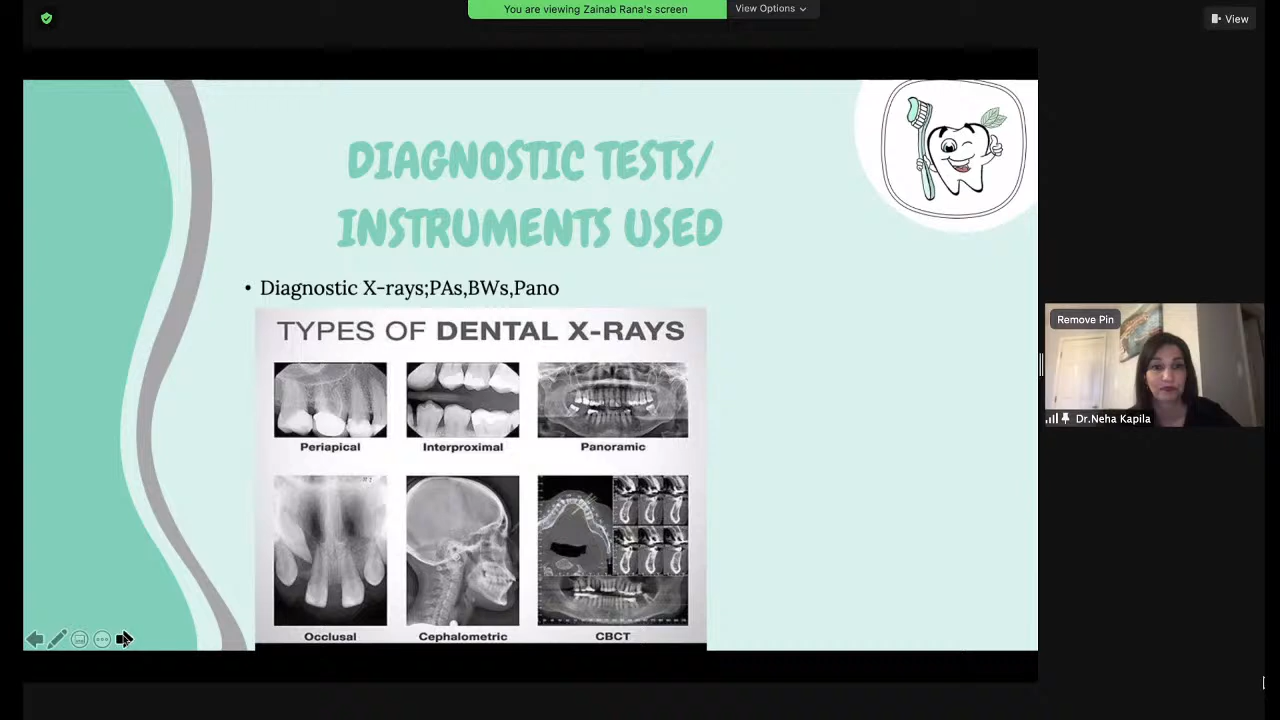 You are viewing Zainab Rana's screen
View Options
View
DIAGNOSTIC TESTS/
INSTRUMENTS USED
• Diagnostic X-rays;PAs,BWs,Pano
TYPES OF DENTAL X-RAYS
Periapical
Interproximal
Panoramic
Occlusal
Cephalometric
CBCT
Remove Pin
Dr.Neha Kapila